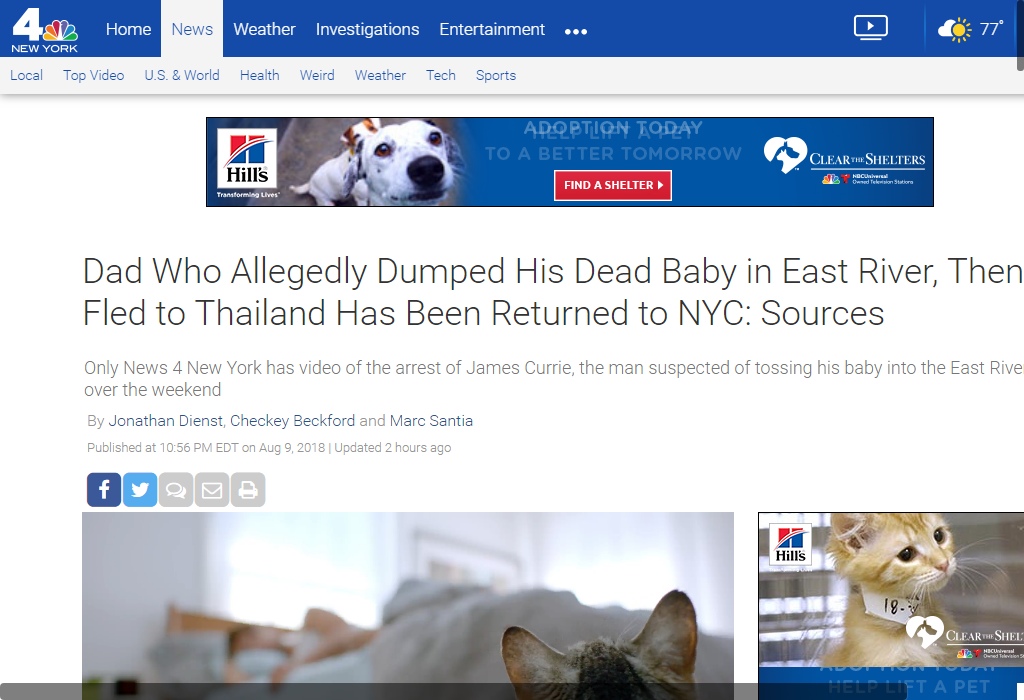 4
NEW YORK
Home News Weather Investigations Entertainment ••• 77°
Local Top Video U.S. & World Health Weird Weather Tech Sports
Hill's
Transforming Lives™
ADOPTION TODAY
HELP LIFT A PET
TO A BETTER TOMORROW
FIND A SHELTER
CLEAR THE SHELTERS
NBCUniversal
Owned Television Stations
Dad Who Allegedly Dumped His Dead Baby in East River, Then
Fled to Thailand Has Been Returned to NYC: Sources
Only News 4 New York has video of the arrest of James Currie, the man suspected of tossing his baby into the East Rive
over the weekend
By Jonathan Dienst, Checkey Beckford and Marc Santia
Published at 10:56 PM EDT on Aug 9, 2018 | Updated 2 hours ago
Hill's
18-
CLEAR THE SHEL
NBCUniversal
Owned Television S
ADOPTION TODAY
HELP LIFT A PET